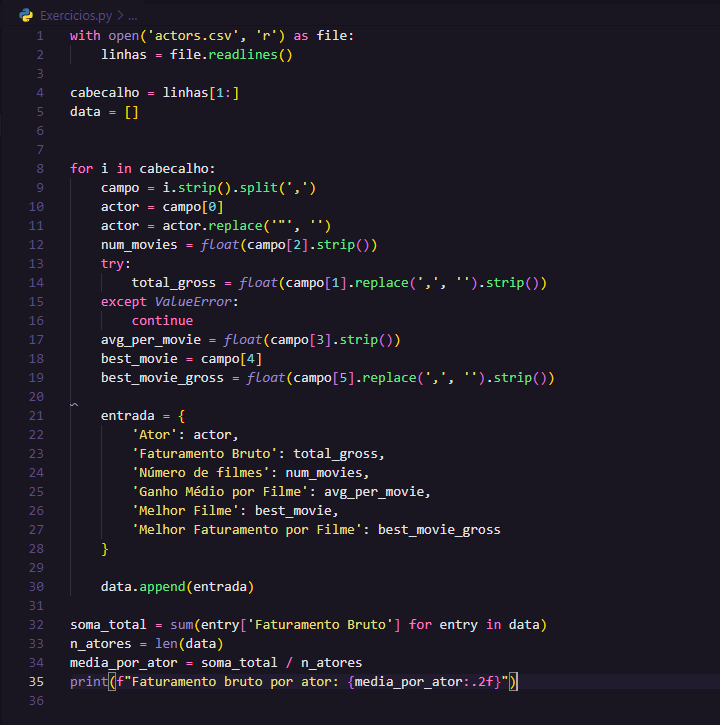 Exercicios.py > ...
1 with open('actors.csv', 'r') as file:
2     linhas = file.readlines()
3
4 cabecalho = linhas[1:]
5 data = []
6
7
8 for i in cabecalho:
9     campo = i.strip().split(',')
10     actor = campo[0]
11     actor = actor.replace('"', '')
12     num_movies = float(campo[2].strip())
13     try:
14         total_gross = float(campo[1].replace(',', '').strip())
15     except ValueError:
16         continue
17     avg_per_movie = float(campo[3].strip())
18     best_movie = campo[4]
19     best_movie_gross = float(campo[5].replace(',', '').strip())
20
21     entrada = {
22         'Ator': actor,
23         'Faturamento Bruto': total_gross,
24         'Número de filmes': num_movies,
25         'Ganho Médio por Filme': avg_per_movie,
26         'Melhor Filme': best_movie,
27         'Melhor Faturamento por Filme': best_movie_gross
28     }
29
30     data.append(entrada)
31
32 soma_total = sum(entry['Faturamento Bruto'] for entry in data)
33 n_atores = len(data)
34 media_por_ator = soma_total / n_atores
35 print(f"Faturamento bruto por ator: {media_por_ator:.2f}")
36